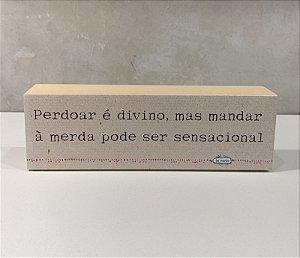 Perdoar é divino, mas mandar
à merda pode ser sensacional